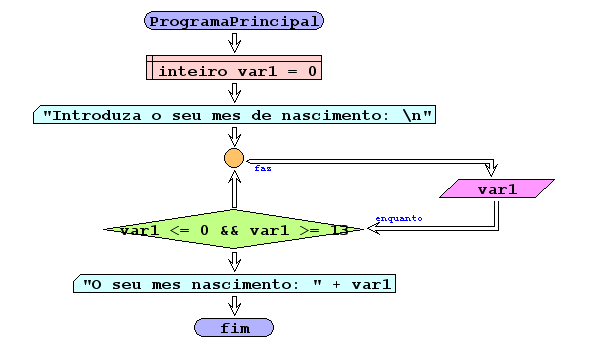 ProgramaPrincipal
inteiro var1 = 0
"Introduza o seu mes de nascimento: \n"
faz
var1
enquanto
var1 <= 0 && var1 >= 13
"O seu mes nascimento: " + var1
fim